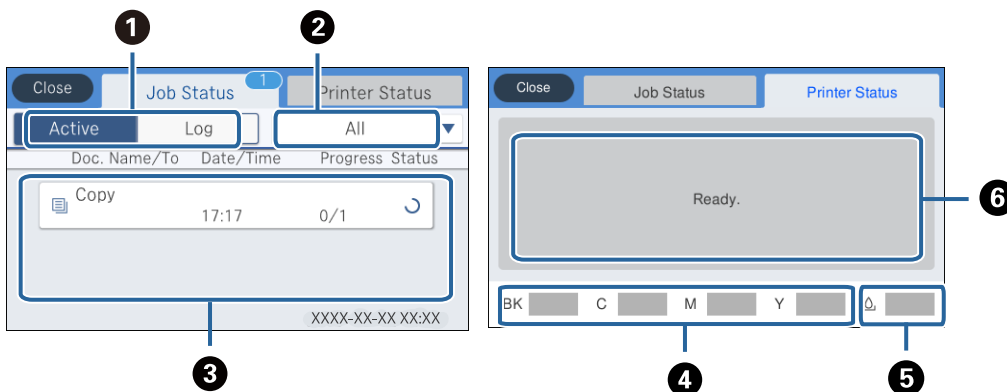 1 2
Close Job Status 1 Printer Status
Active Log All
Doc. Name/To Date/Time Progress Status
Copy
17:17 0/1
XXXX-XX-XX XX:XX
3
Close Job Status Printer Status
Ready.
6
BK C M Y
4 5